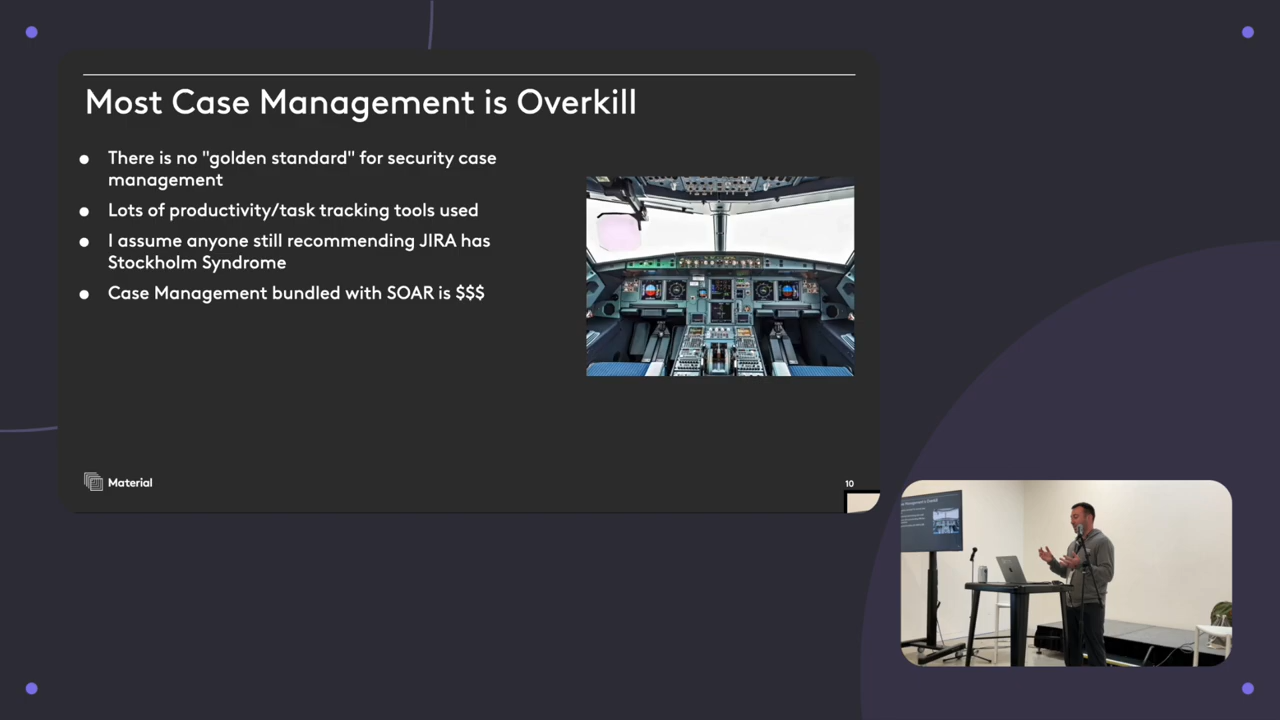 Most Case Management is Overkill
● There is no "golden standard" for security case
management
● Lots of productivity/task tracking tools used
● I assume anyone still recommending JIRA has
Stockholm Syndrome
● Case Management bundled with SOAR is $$$
Material
10